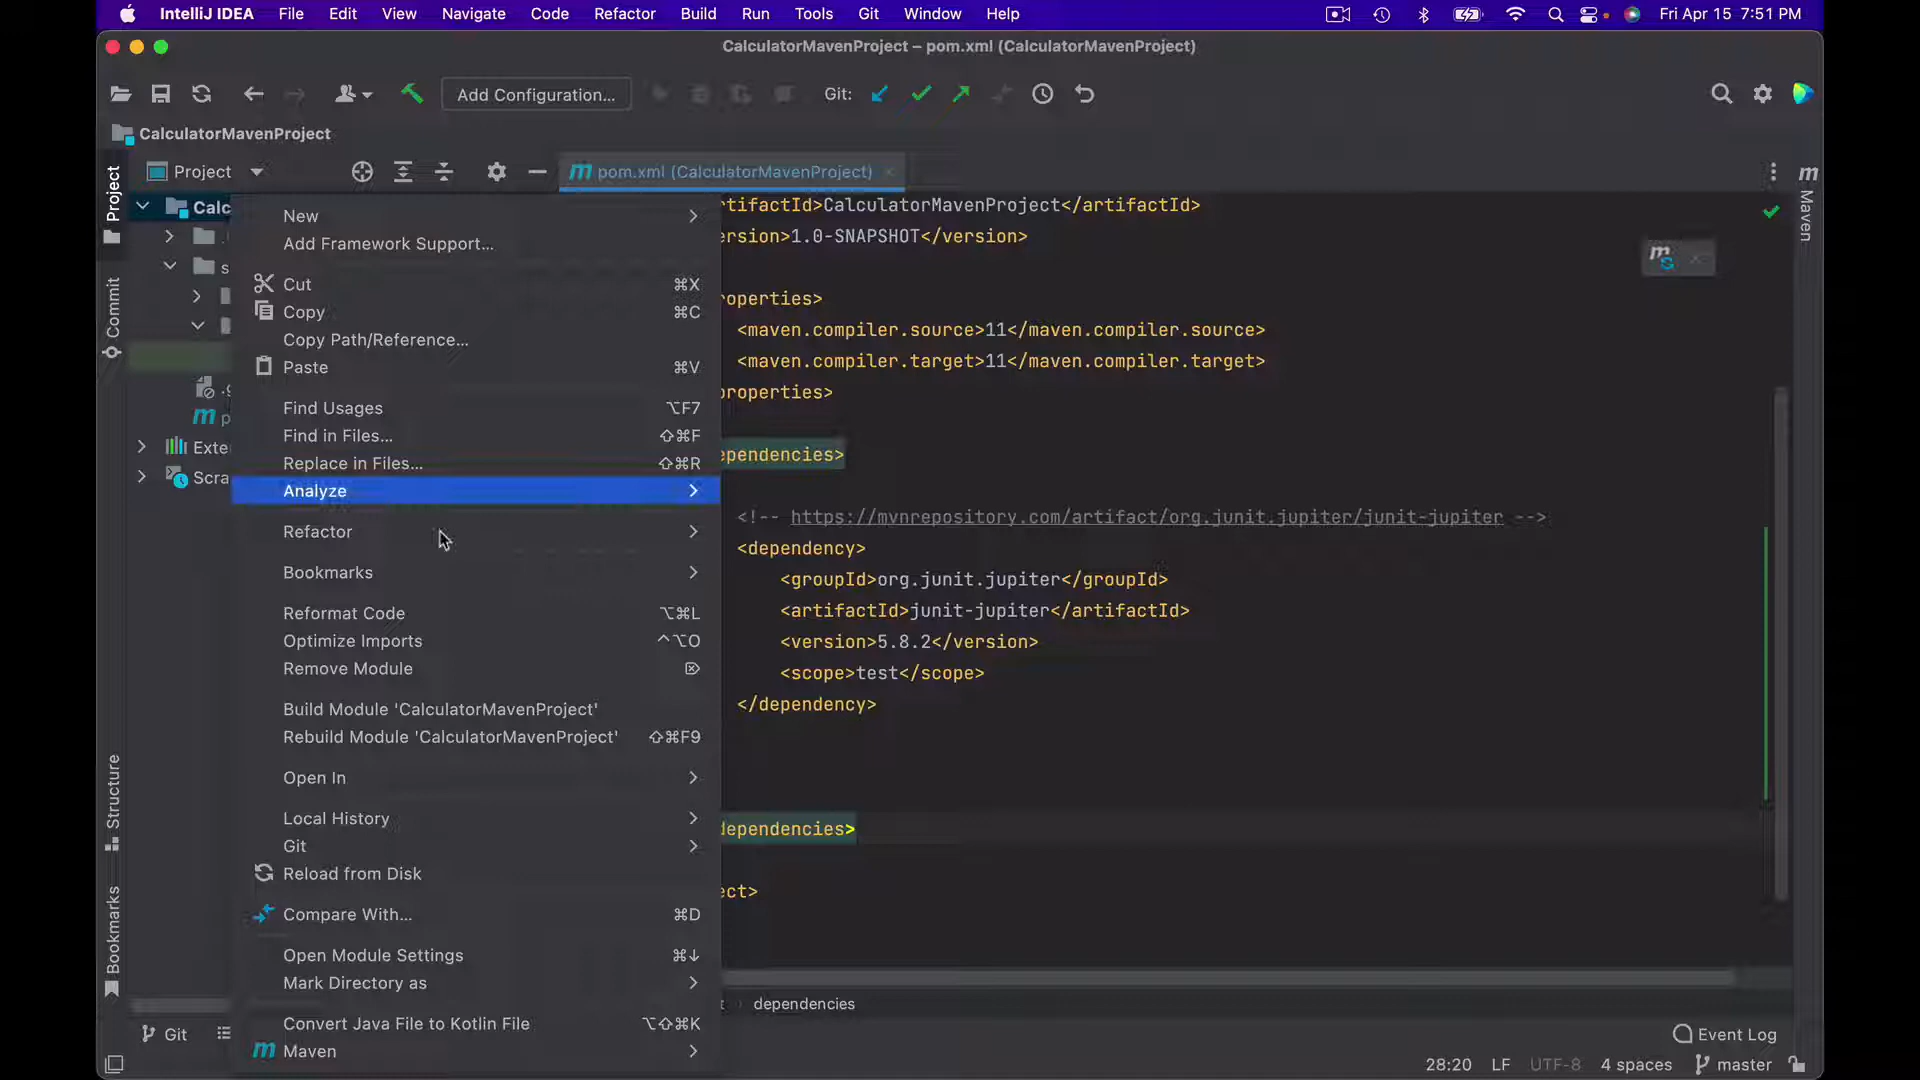 IntelliJ IDEA File Edit View Navigate Code Refactor Build Run Tools Git Window Help Fri Apr 15 7:51 PM
CalculatorMavenProject – pom.xml (CalculatorMavenProject)
Add Configuration... Git:
CalculatorMavenProject
Project
pom.xml (CalculatorMavenProject)
Project
Commit
Structure
Bookmarks
m Maven
Calc
s
.g
p
Exte
Scra
New
Add Framework Support...
Cut ⌘X
Copy ⌘C
Copy Path/Reference...
Paste ⌘V
Find Usages ⌥F7
Find in Files... ⇧⌘F
Replace in Files... ⇧⌘R
Analyze
Refactor
Bookmarks
Reformat Code ⌥⌘L
Optimize Imports ^⌥O
Remove Module ⌦
Build Module 'CalculatorMavenProject'
Rebuild Module 'CalculatorMavenProject' ⇧⌘F9
Open In
Local History
Git
Reload from Disk
Compare With... ⌘D
Open Module Settings ⌘↓
Mark Directory as
Convert Java File to Kotlin File ⌥⇧⌘K
Maven
tifactId>CalculatorMavenProject</artifactId>
ersion>1.0-SNAPSHOT</version>
operties>
<maven.compiler.source>11</maven.compiler.source>
<maven.compiler.target>11</maven.compiler.target>
properties>
ependencies>
<!-- https://mvnrepository.com/artifact/org.junit.jupiter/junit-jupiter -->
<dependency>
<groupId>org.junit.jupiter</groupId>
<artifactId>junit-jupiter</artifactId>
<version>5.8.2</version>
<scope>test</scope>
</dependency>
dependencies>
ect>
dependencies
Git
Event Log
28:20 LF UTF-8 4 spaces master